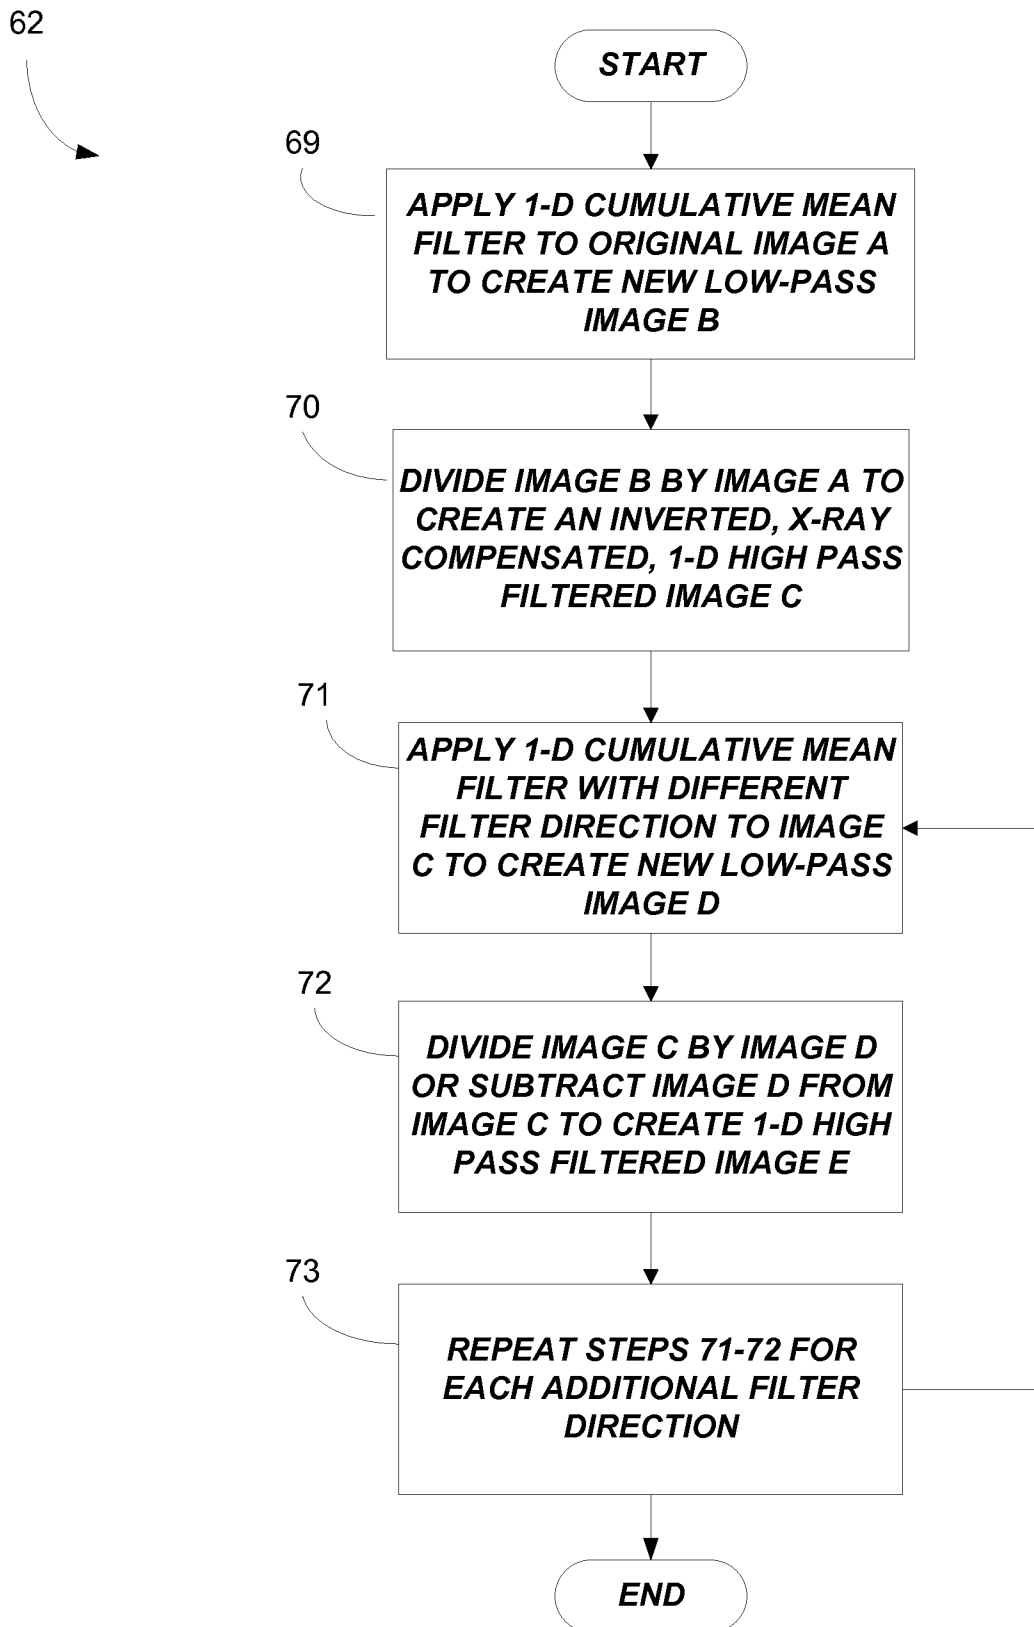 62
START
69
APPLY 1-D CUMULATIVE MEAN
FILTER TO ORIGINAL IMAGE A
TO CREATE NEW LOW-PASS
IMAGE B
70
DIVIDE IMAGE B BY IMAGE A TO
CREATE AN INVERTED, X-RAY
COMPENSATED, 1-D HIGH PASS
FILTERED IMAGE C
71
APPLY 1-D CUMULATIVE MEAN
FILTER WITH DIFFERENT
FILTER DIRECTION TO IMAGE
C TO CREATE NEW LOW-PASS
IMAGE D
72
DIVIDE IMAGE C BY IMAGE D
OR SUBTRACT IMAGE D FROM
IMAGE C TO CREATE 1-D HIGH
PASS FILTERED IMAGE E
73
REPEAT STEPS 71-72 FOR
EACH ADDITIONAL FILTER
DIRECTION
END